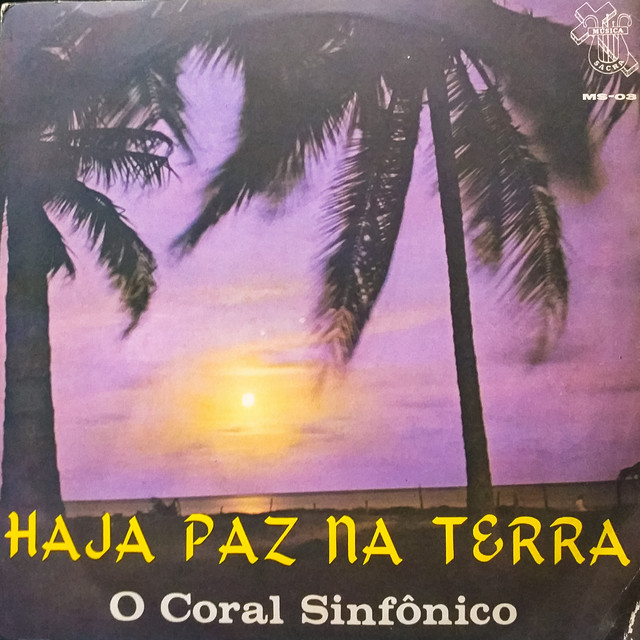 MÚSICA
SACRA
MS-03
HAJA PAZ NA TERRA
O Coral Sinfônico